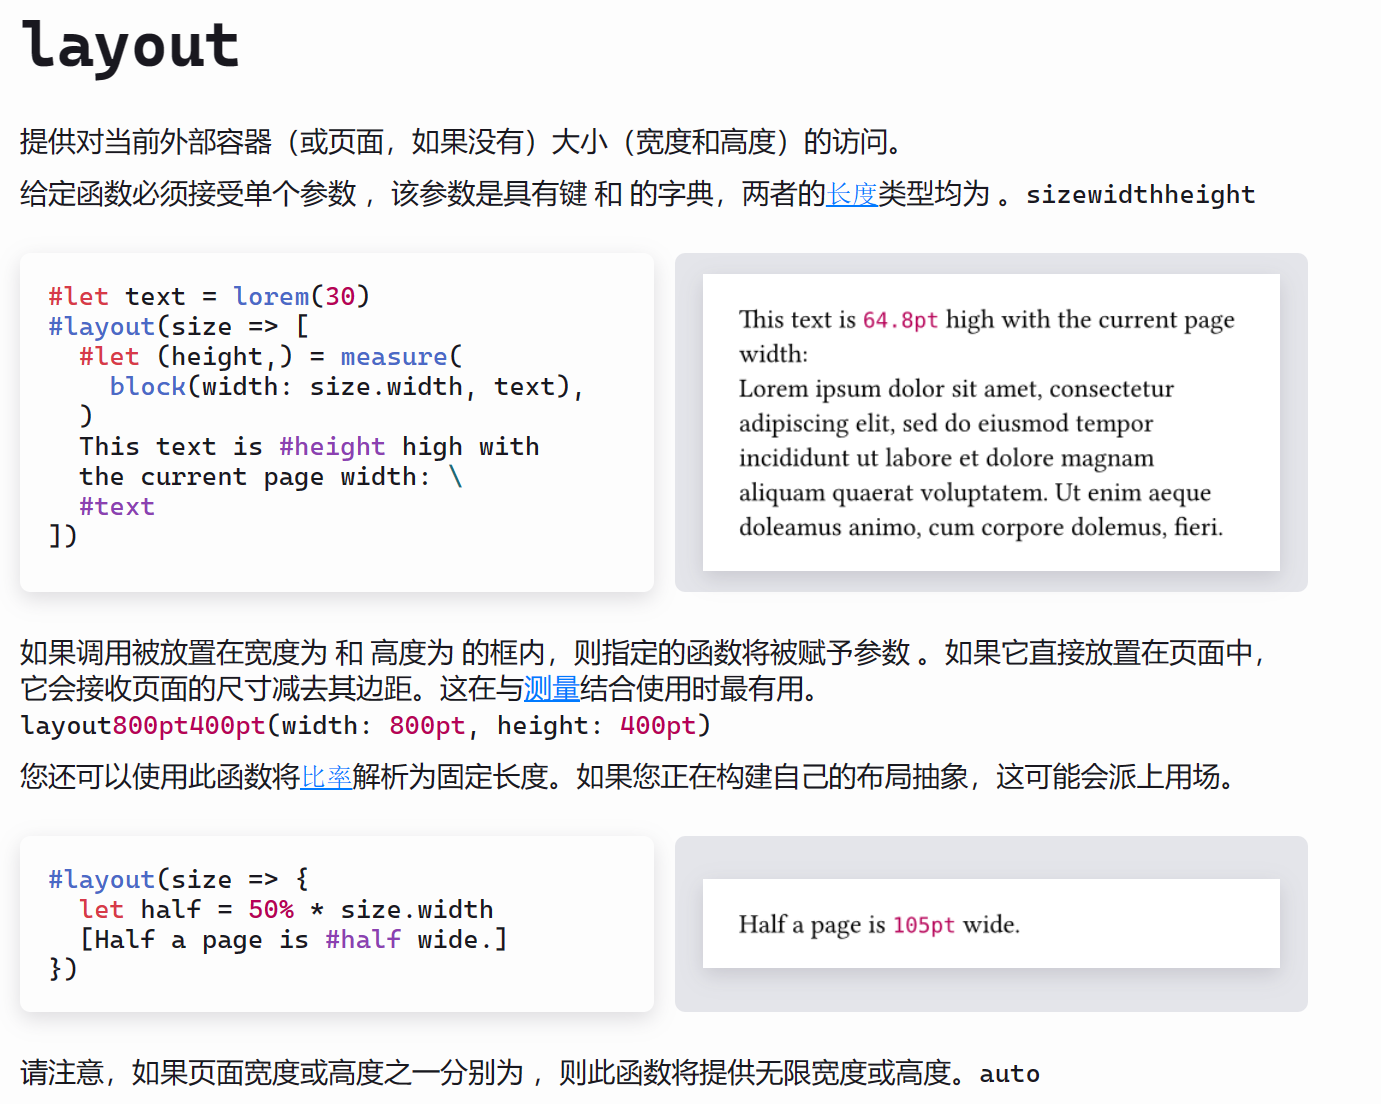 layout
提供对当前外部容器（或页面，如果没有）大小（宽度和高度）的访问。
给定函数必须接受单个参数 ，该参数是具有键 和 的字典，两者的长度类型均为 。sizewidthheight
#let text = lorem(30)
#layout(size => [
  #let (height,) = measure(
    block(width: size.width, text),
  )
  This text is #height high with
  the current page width: \
  #text
])
This text is 64.8pt high with the current page
width:
Lorem ipsum dolor sit amet, consectetur
adipiscing elit, sed do eiusmod tempor
incididunt ut labore et dolore magnam
aliquam quaerat voluptatem. Ut enim aeque
doleamus animo, cum corpore dolemus, fieri.
如果调用被放置在宽度为 和 高度为 的框内，则指定的函数将被赋予参数 。如果它直接放置在页面中，
它会接收页面的尺寸减去其边距。这在与测量结合使用时最有用。
layout800pt400pt(width: 800pt, height: 400pt)
您还可以使用此函数将比率解析为固定长度。如果您正在构建自己的布局抽象，这可能会派上用场。
#layout(size => {
  let half = 50% * size.width
  [Half a page is #half wide.]
})
Half a page is 105pt wide.
请注意，如果页面宽度或高度之一分别为 ，则此函数将提供无限宽度或高度。auto